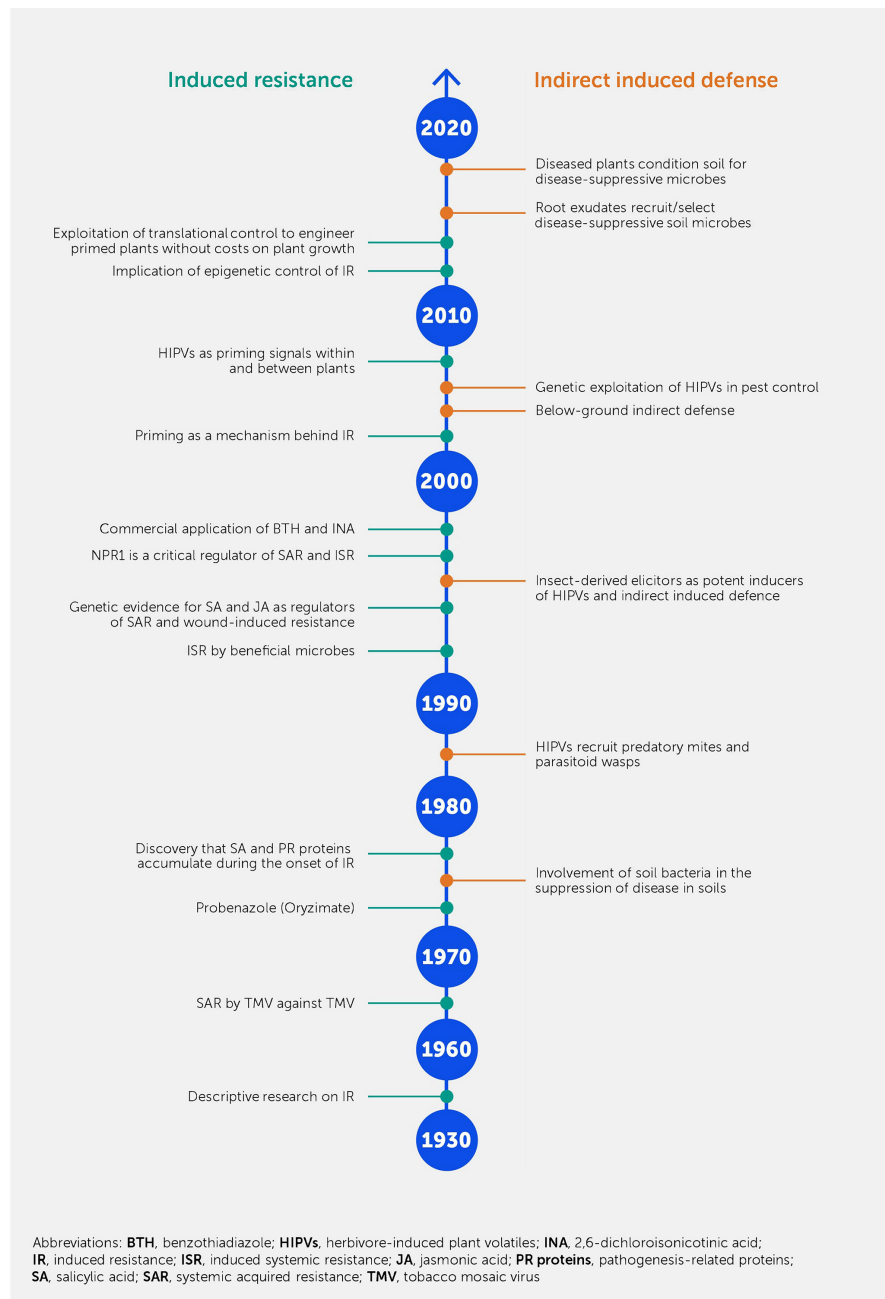 Induced resistance
Indirect induced defense
2020
Diseased plants condition soil for
disease-suppressive microbes
Root exudates recruit/select
disease-suppressive soil microbes
Exploitation of translational control to engineer
primed plants without costs on plant growth
Implication of epigenetic control of IR
2010
HIPVs as priming signals within
and between plants
Genetic exploitation of HIPVs in pest control
Below-ground indirect defense
Priming as a mechanism behind IR
2000
Commercial application of BTH and INA
NPR1 is a critical regulator of SAR and ISR
Insect-derived elicitors as potent inducers
of HIPVs and indirect induced defence
Genetic evidence for SA and JA as regulators
of SAR and wound-induced resistance
ISR by beneficial microbes
1990
HIPVs recruit predatory mites and
parasitoid wasps
1980
Discovery that SA and PR proteins
accumulate during the onset of IR
Involvement of soil bacteria in the
suppression of disease in soils
Probenazole (Oryzimate)
1970
SAR by TMV against TMV
1960
Descriptive research on IR
1930
Abbreviations: BTH, benzothiadiazole; HIPVs, herbivore-induced plant volatiles; INA, 2,6-dichloroisonicotinic acid;
IR, induced resistance; ISR, induced systemic resistance; JA, jasmonic acid; PR proteins, pathogenesis-related proteins;
SA, salicylic acid; SAR, systemic acquired resistance; TMV, tobacco mosaic virus